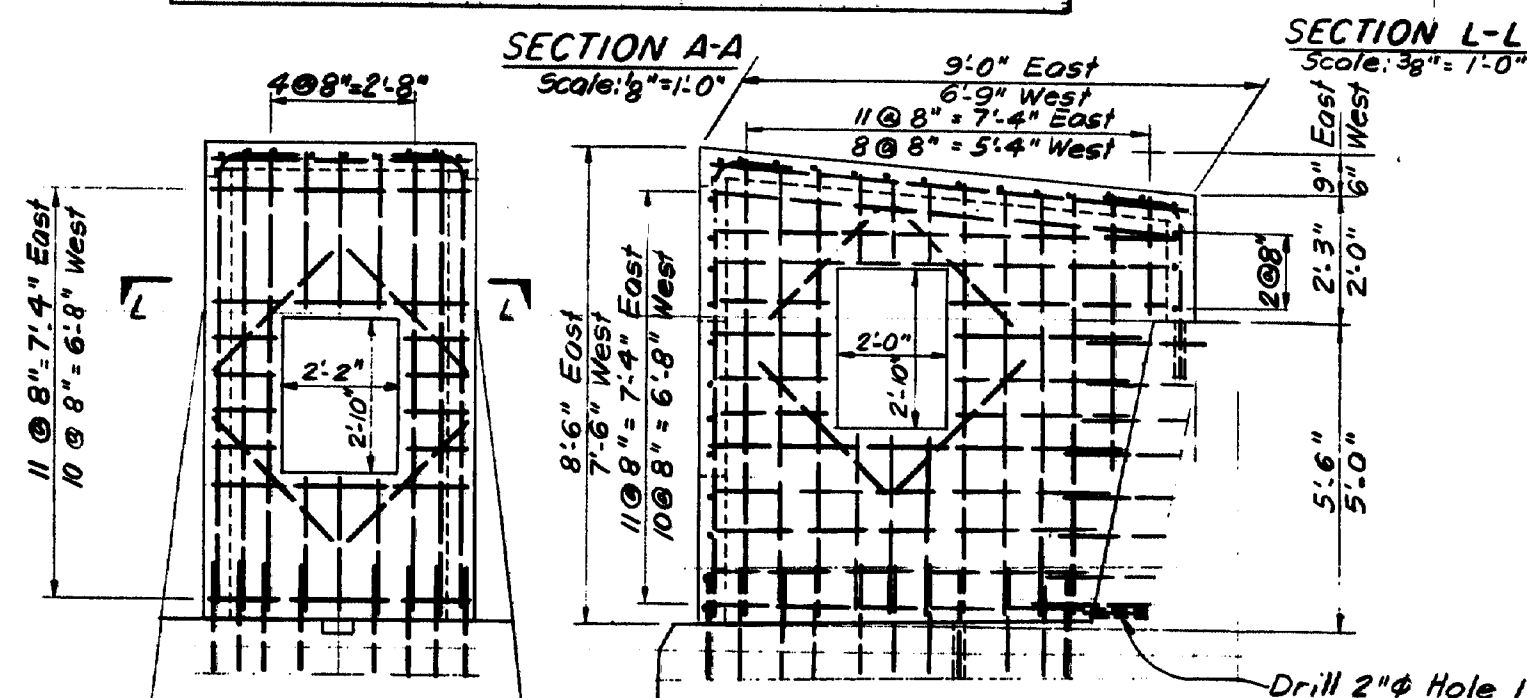 SECTION A-A
Scale: 1/8"=1'-0"
SECTION L-L
Scale: 3/8"= 1'-0"
4@8"=2'-8"
9'-0" East
6'-9" West
11 @ 8" = 7'-4" East
8 @ 8" = 5'-4" West
9" East
6" West
2'-3"
2'-0"
2@8"
5'-6"
5'-0"
11 @ 8"=7'-4" East
10 @ 8"=6'-8" West
L
L
2'-2"
2'-10"
8'-6" East
7'-6" West
11@8"=7'-4" East
10@8"=6'-8" West
2'-0"
2'-10"
Drill 2"ϕ Hole 1